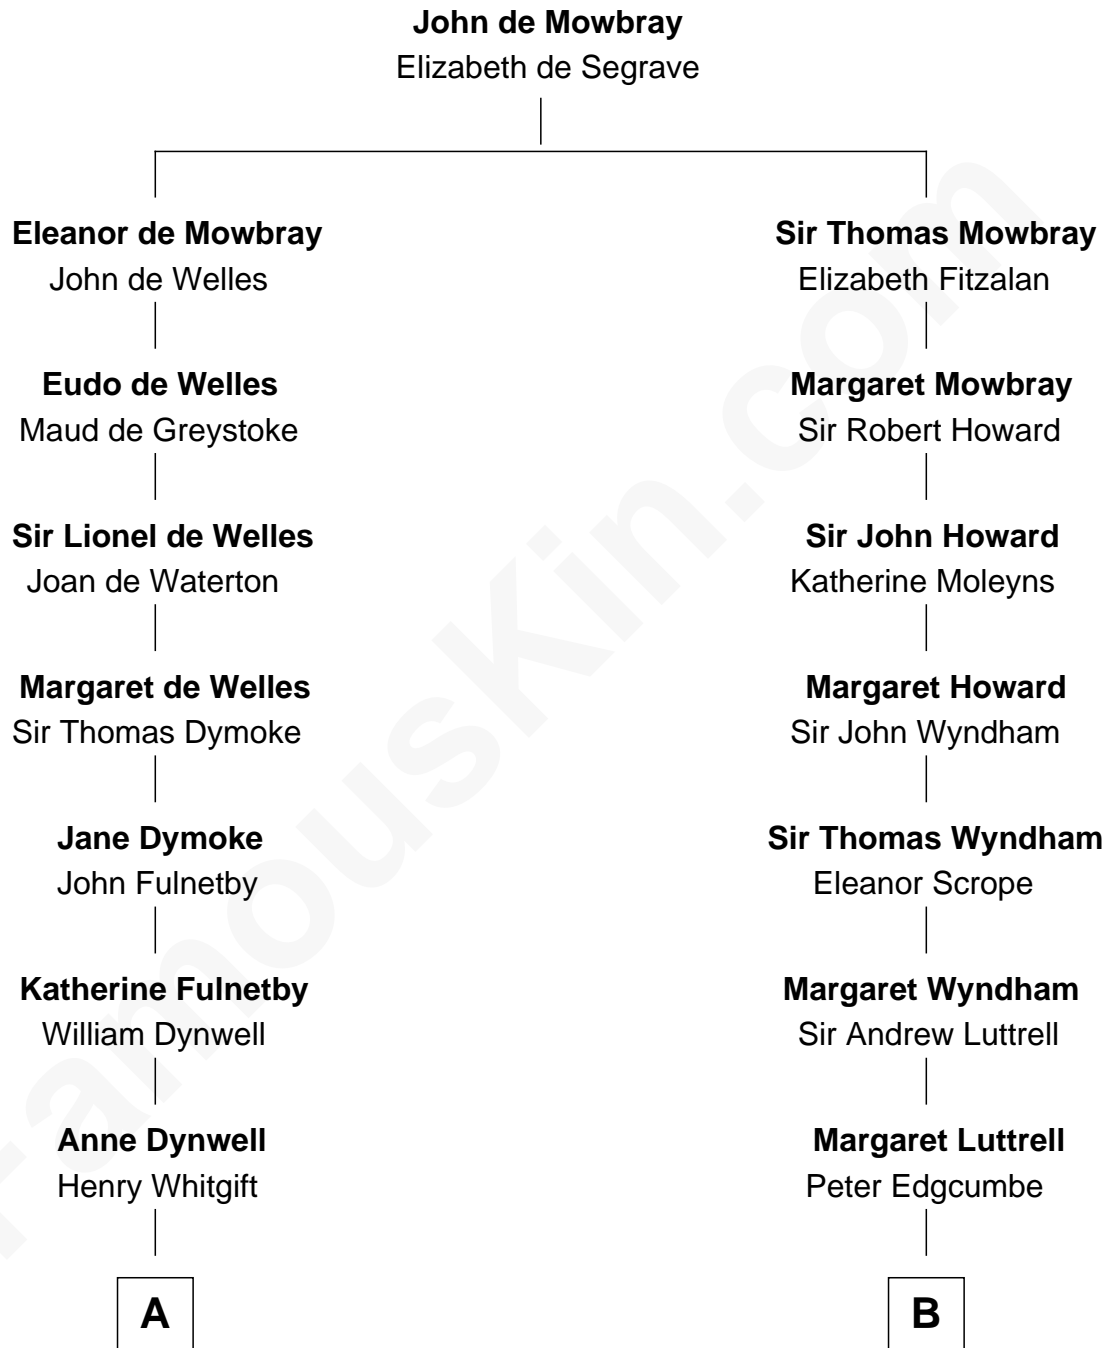 John de Mowbray
Elizabeth de Segrave
Eleanor de Mowbray
John de Welles
Sir Thomas Mowbray
Elizabeth Fitzalan
Eudo de Welles
Maud de Greystoke
Margaret Mowbray
Sir Robert Howard
Sir Lionel de Welles
Joan de Waterton
Sir John Howard
Katherine Moleyns
Margaret de Welles
Sir Thomas Dymoke
Margaret Howard
Sir John Wyndham
Jane Dymoke
John Fulnetby
Sir Thomas Wyndham
Eleanor Scrope
Katherine Fulnetby
William Dynwell
Margaret Wyndham
Sir Andrew Luttrell
Anne Dynwell
Henry Whitgift
Margaret Luttrell
Peter Edgcumbe
A
B
FamousKin.com